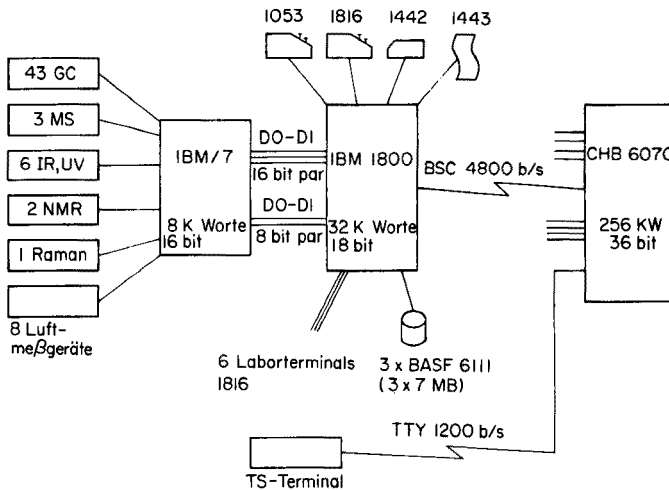 1053
1816
1442
1443
43 GC
3 MS
6 IR,UV
2 NMR
1 Raman
8 Luft-
meßgeräte
IBM/7
8 K Worte
16 bit
DO-DI
16 bit par
DO-DI
8 bit par
IBM 1800
32 K Worte
18 bit
BSC 4800 b/s
CHB 6070
256 KW
36 bit
6 Laborterminals
1816
3 x BASF 6111
(3 x 7 MB)
TTY 1200 b/s
TS-Terminal